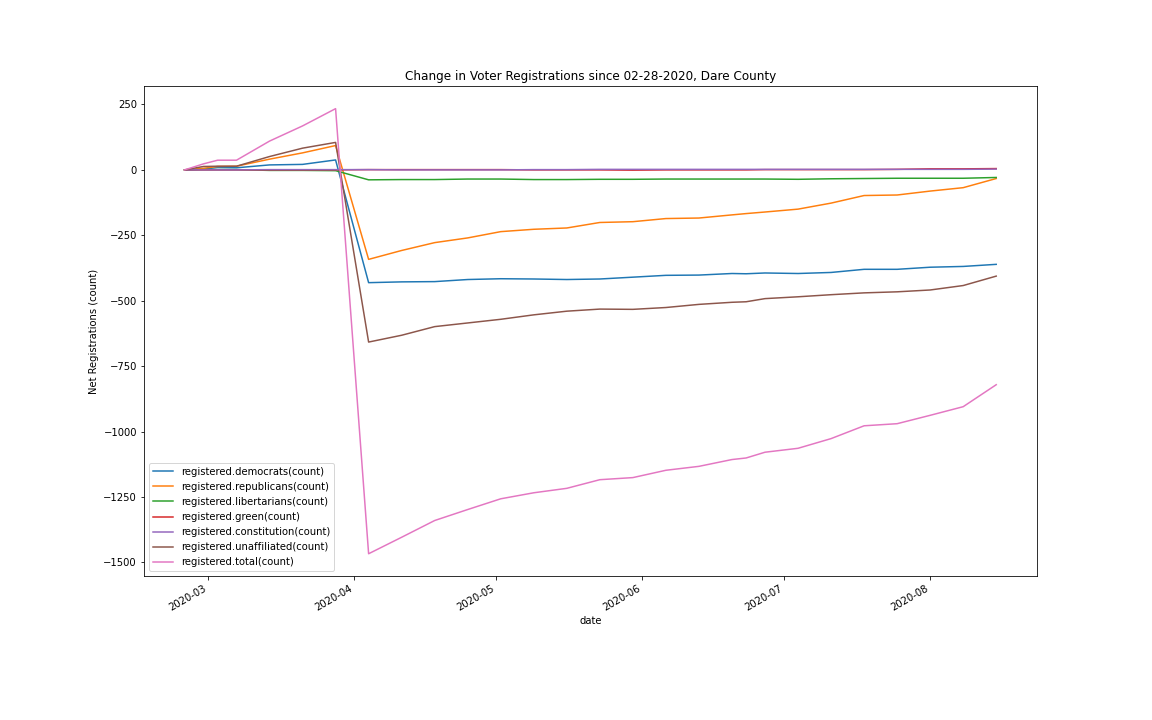 Change in Voter Registrations since 02-28-2020, Dare County
Net Registrations (count)
250
0
−250
−500
−750
−1000
−1250
−1500
registered.democrats(count)
registered.republicans(count)
registered.libertarians(count)
registered.green(count)
registered.constitution(count)
registered.unaffiliated(count)
registered.total(count)
2020-03
2020-04
2020-05
2020-06
2020-07
2020-08
date